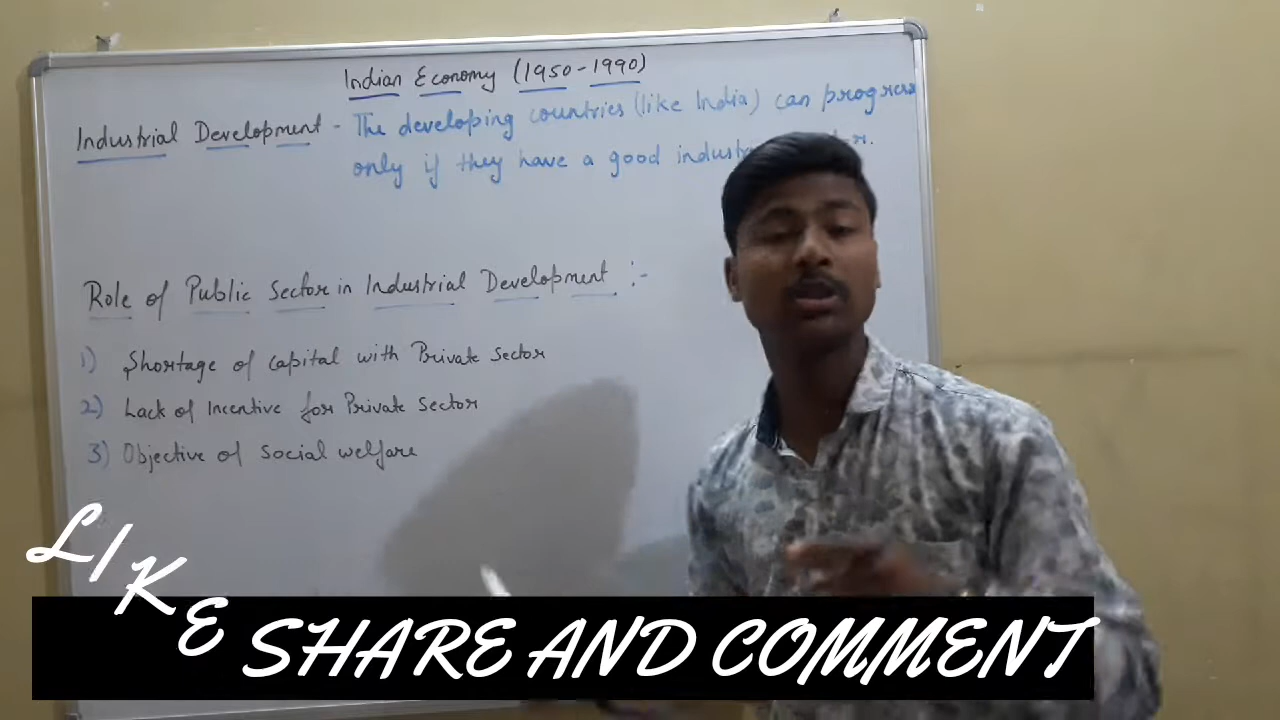 Indian Economy (1950-1990)
Industrial Development - The developing countries (like India) can progress
only if they have a good
Role of Public Sector in Industrial Development :-
1) Shortage of capital with Private Sector
2) Lack of Incentive for Private Sector
3) Objective of social welfare
LIKE SHARE AND COMMENT